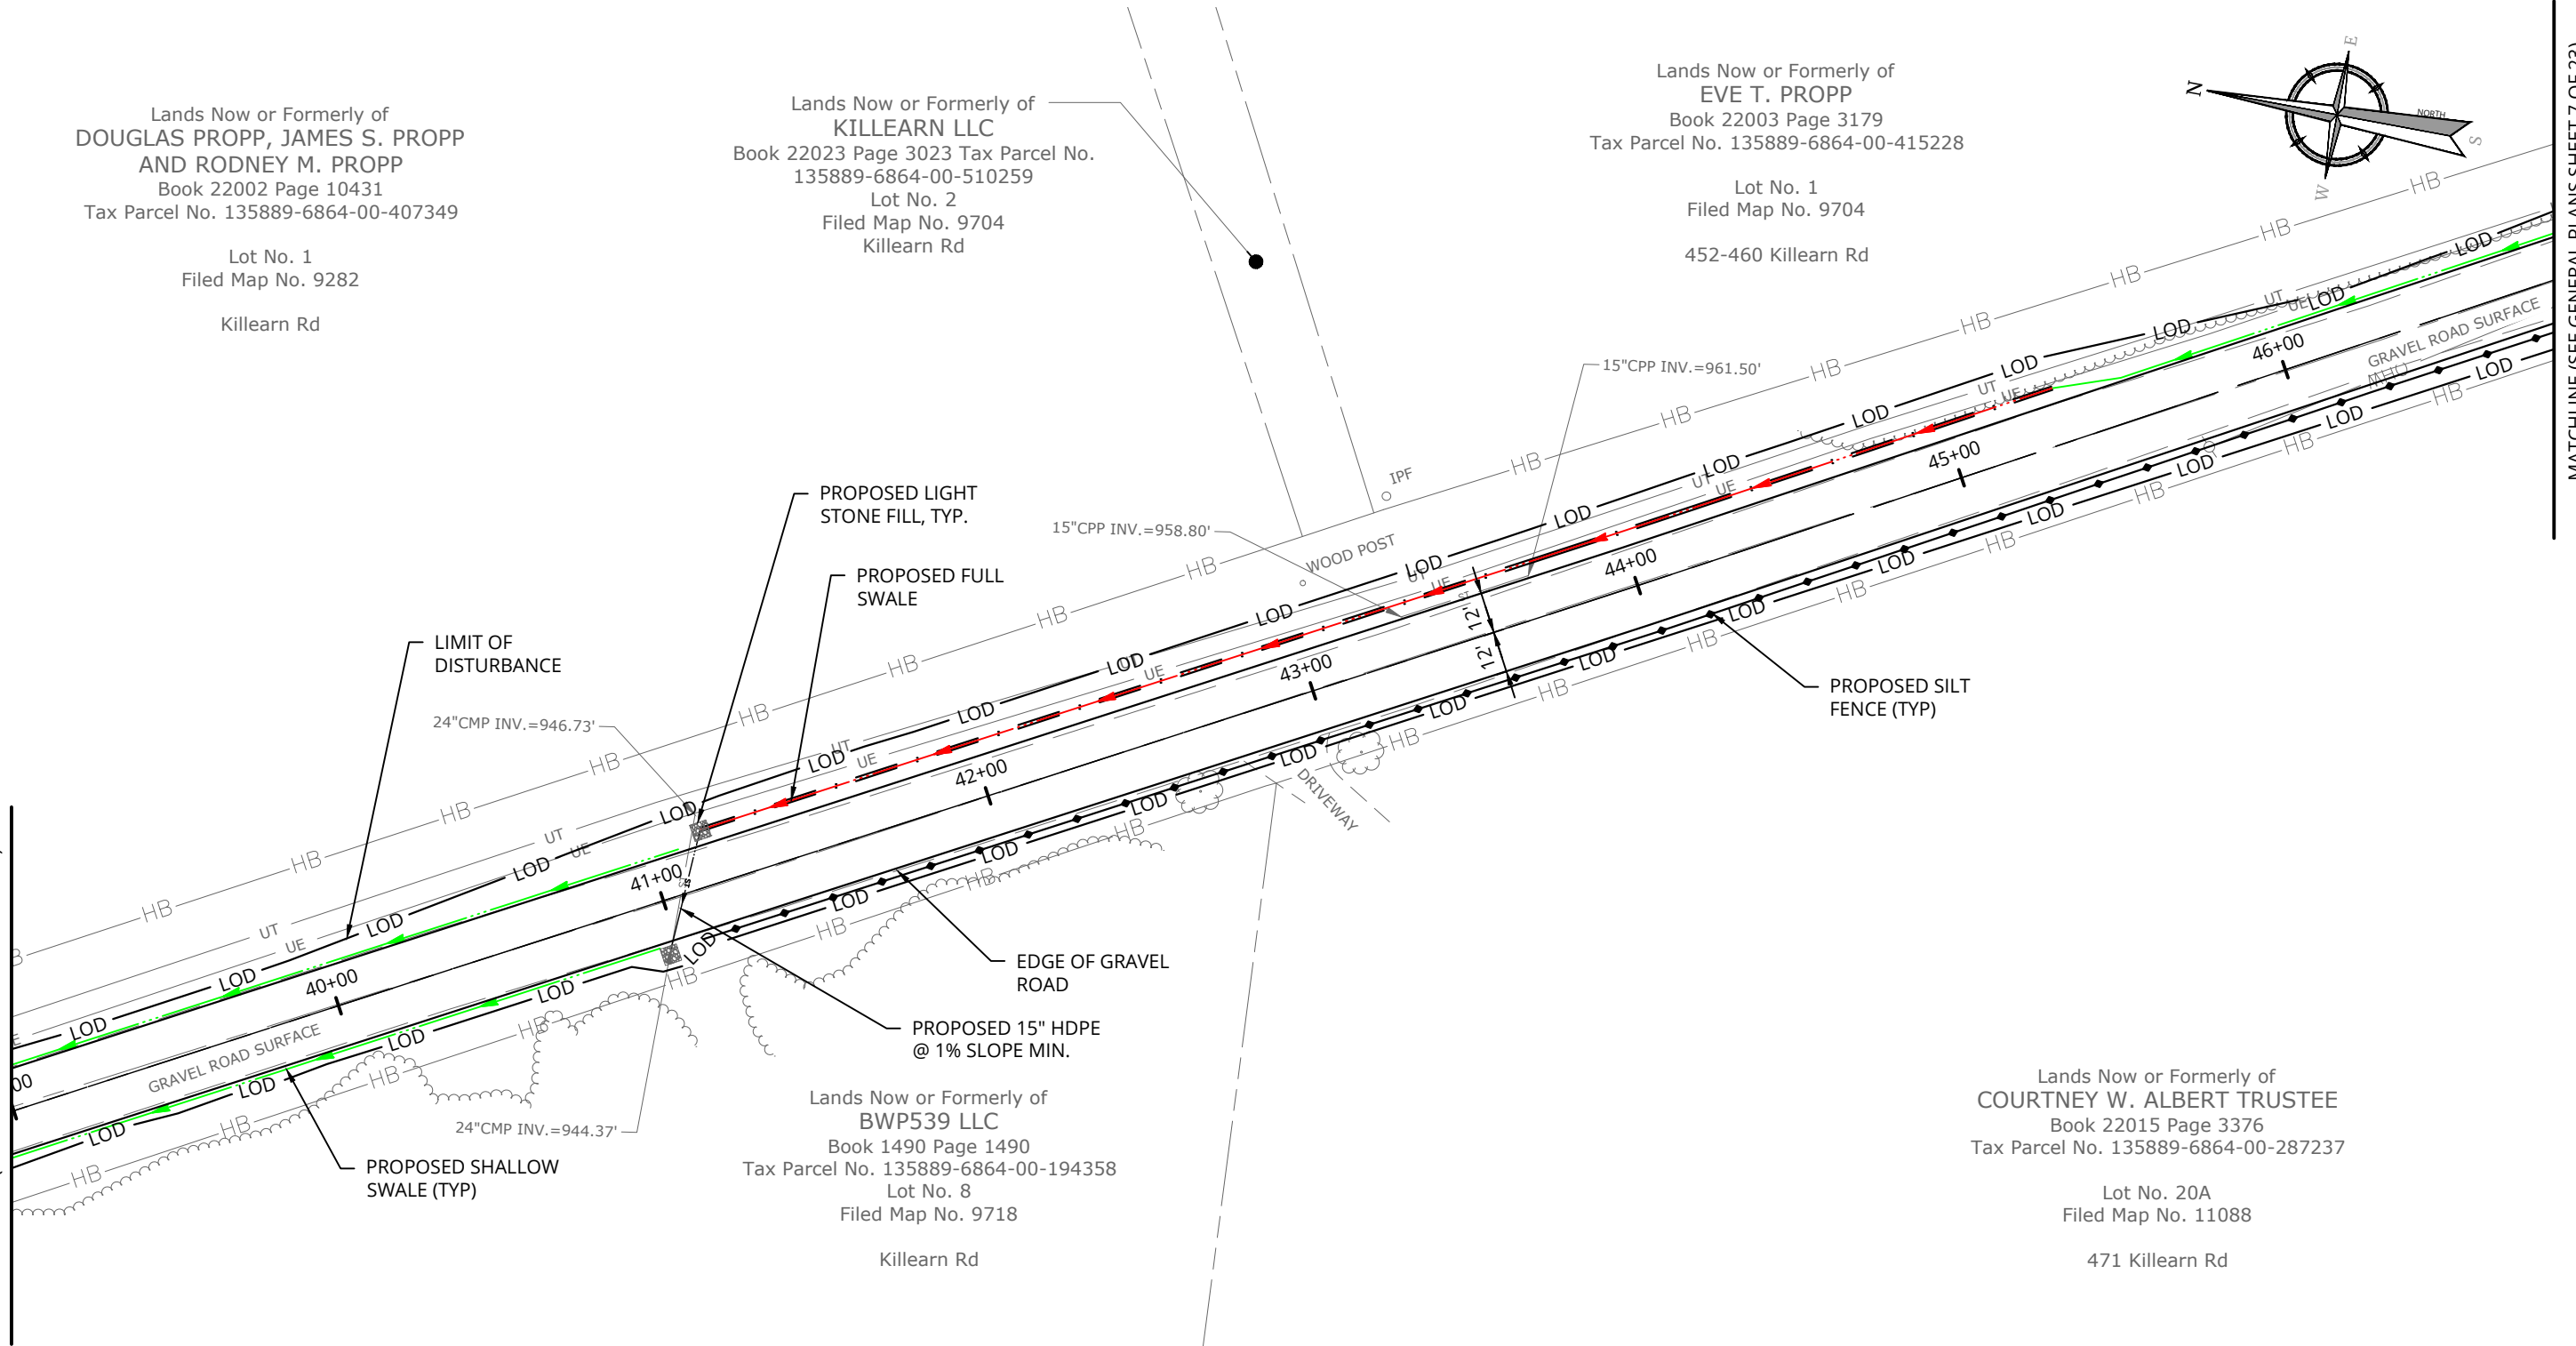 Lands Now or Formerly of
DOUGLAS PROPP, JAMES S. PROPP
AND RODNEY M. PROPP
Book 22002 Page 10431
Tax Parcel No. 135889-6864-00-407349
Lot No. 1
Filed Map No. 9282
Killearn Rd
Lands Now or Formerly of
KILLEARN LLC
Book 22023 Page 3023 Tax Parcel No.
135889-6864-00-510259
Lot No. 2
Filed Map No. 9704
Killearn Rd
Lands Now or Formerly of
EVE T. PROPP
Book 22003 Page 3179
Tax Parcel No. 135889-6864-00-415228
Lot No. 1
Filed Map No. 9704
452-460 Killearn Rd
N
E
S
W
NORTH
15"CPP INV.=961.50'
IPF
WOOD POST
15"CPP INV.=958.80'
PROPOSED LIGHT
STONE FILL, TYP.
PROPOSED FULL
SWALE
LIMIT OF
DISTURBANCE
24"CMP INV.=946.73'
GRAVEL ROAD SURFACE
46+00
45+00
44+00
43+00
42+00
41+00
40+00
12'
12'
PROPOSED SILT
FENCE (TYP)
DRIVEWAY
EDGE OF GRAVEL
ROAD
PROPOSED 15" HDPE
@ 1% SLOPE MIN.
GRAVEL ROAD SURFACE
24"CMP INV.=944.37'
PROPOSED SHALLOW
SWALE (TYP)
Lands Now or Formerly of
BWP539 LLC
Book 1490 Page 1490
Tax Parcel No. 135889-6864-00-194358
Lot No. 8
Filed Map No. 9718
Killearn Rd
Lands Now or Formerly of
COURTNEY W. ALBERT TRUSTEE
Book 22015 Page 3376
Tax Parcel No. 135889-6864-00-287237
Lot No. 20A
Filed Map No. 11088
471 Killearn Rd
HB
LOD
UT
UE